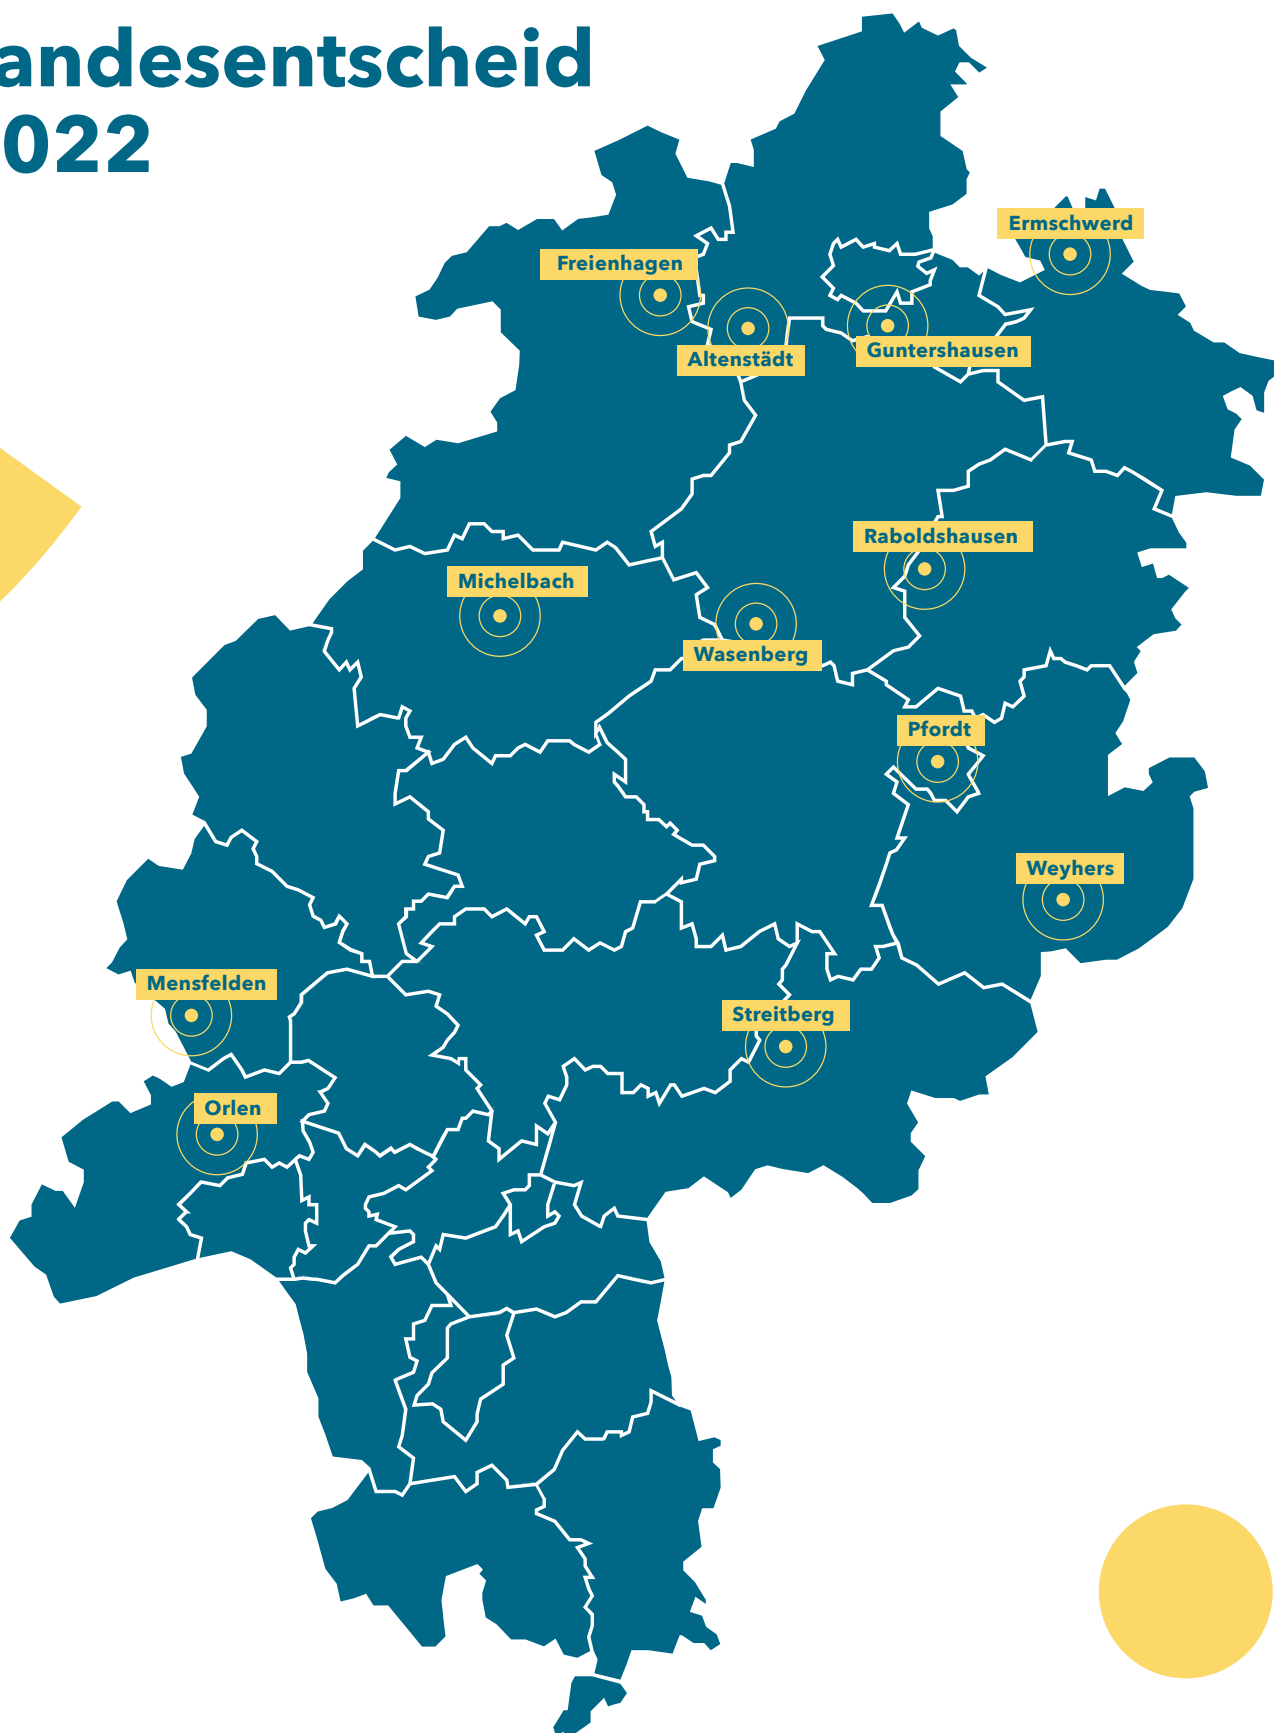 andesentscheid
022
Ermschwerd
Freienhagen
Altenstädt
Guntershausen
Raboldshausen
Michelbach
Wasenberg
Pfordt
Weyhers
Mensfelden
Streitberg
Orlen